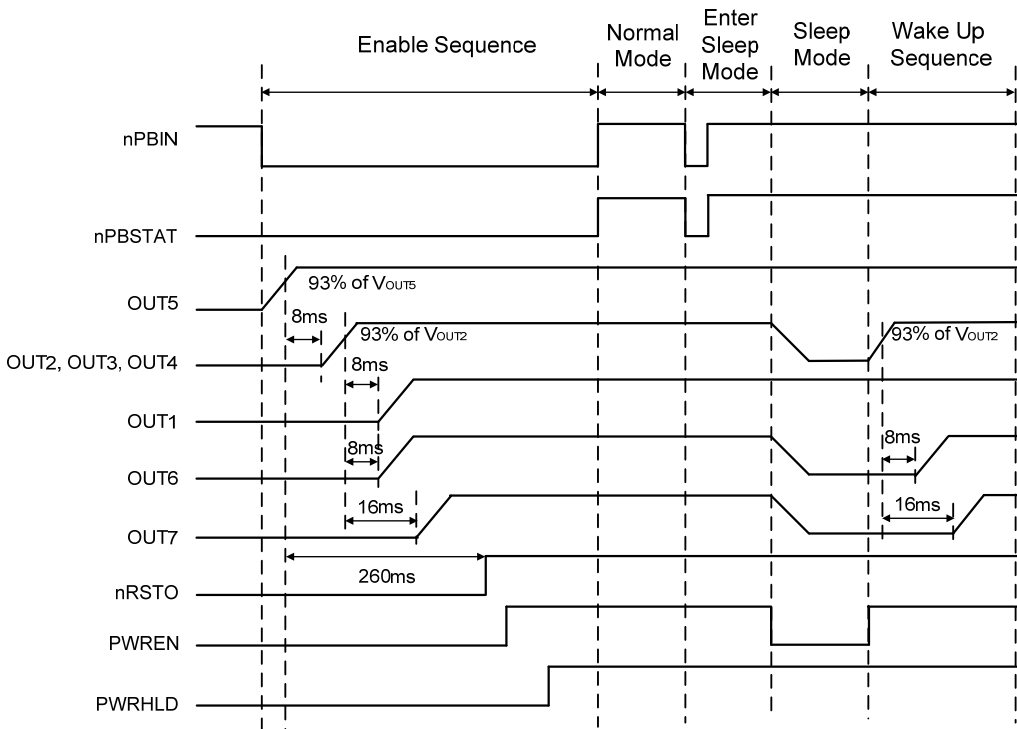 Enable Sequence
Normal
Mode
Enter
Sleep
Mode
Sleep
Mode
Wake Up
Sequence
nPBIN
nPBSTAT
OUT5
93% of VOUT5
8ms
OUT2, OUT3, OUT4
93% of VOUT2
93% of VOUT2
8ms
OUT1
8ms
8ms
OUT6
16ms
16ms
OUT7
260ms
nRSTO
PWREN
PWRHLD